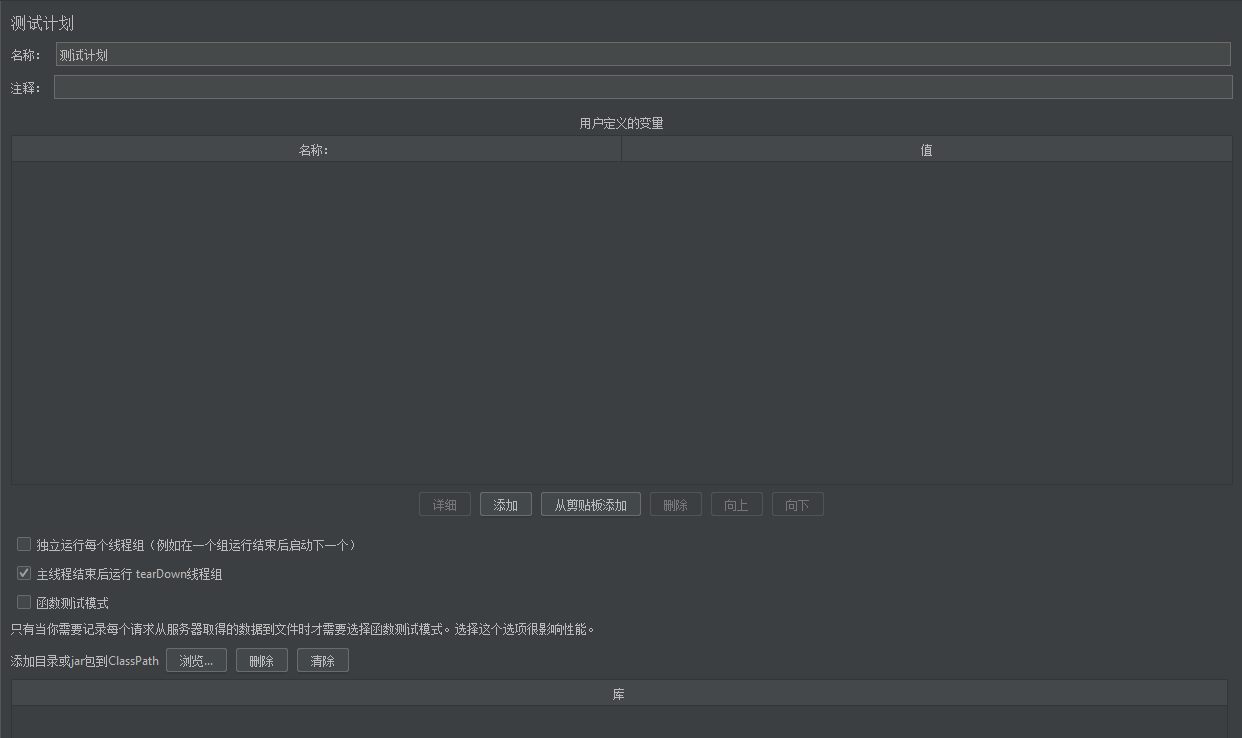 测试计划
名称： 测试计划
注释：
用户定义的变量
名称： 值
详细 添加 从剪贴板添加 删除 向上 向下
独立运行每个线程组（例如在一个组运行结束后启动下一个）
主线程结束后运行 tearDown线程组
函数测试模式
只有当你需要记录每个请求从服务器取得的数据到文件时才需要选择函数测试模式。选择这个选项很影响性能。
添加目录或jar包到ClassPath 浏览... 删除 清除
库